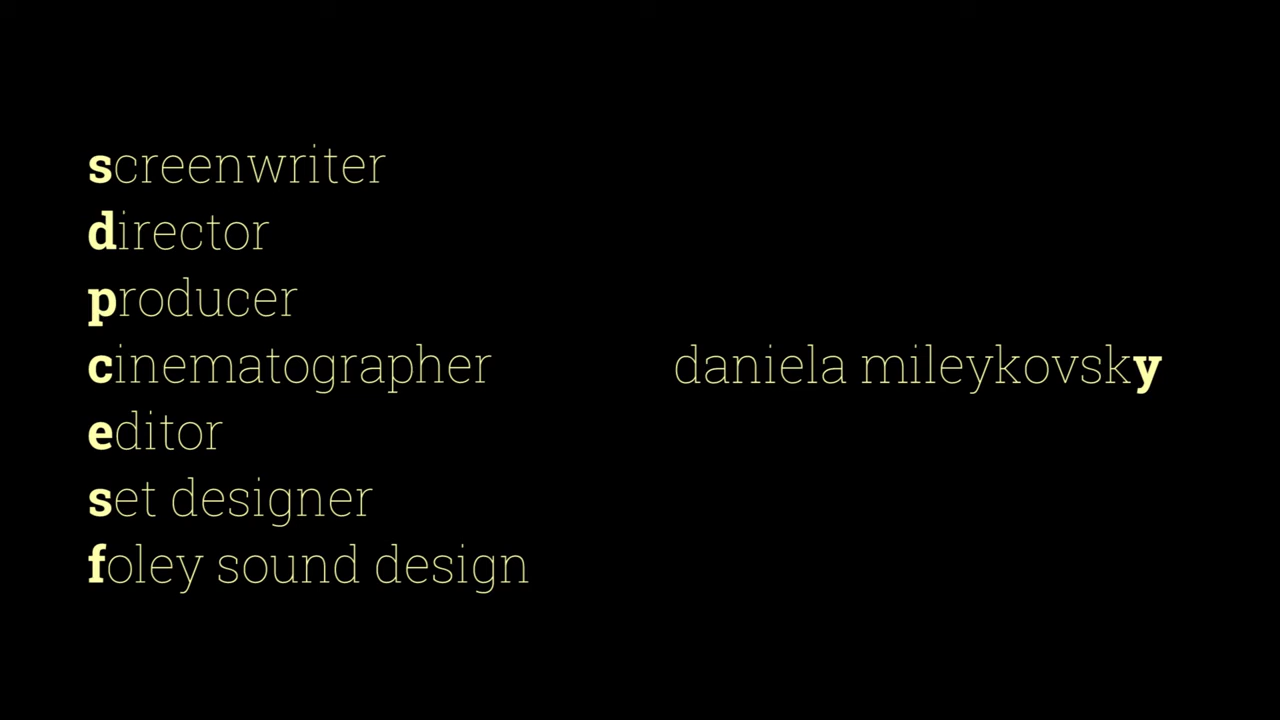 screenwriter
director
producer
cinematographer
daniela mileykovsky
editor
set designer
foley sound design